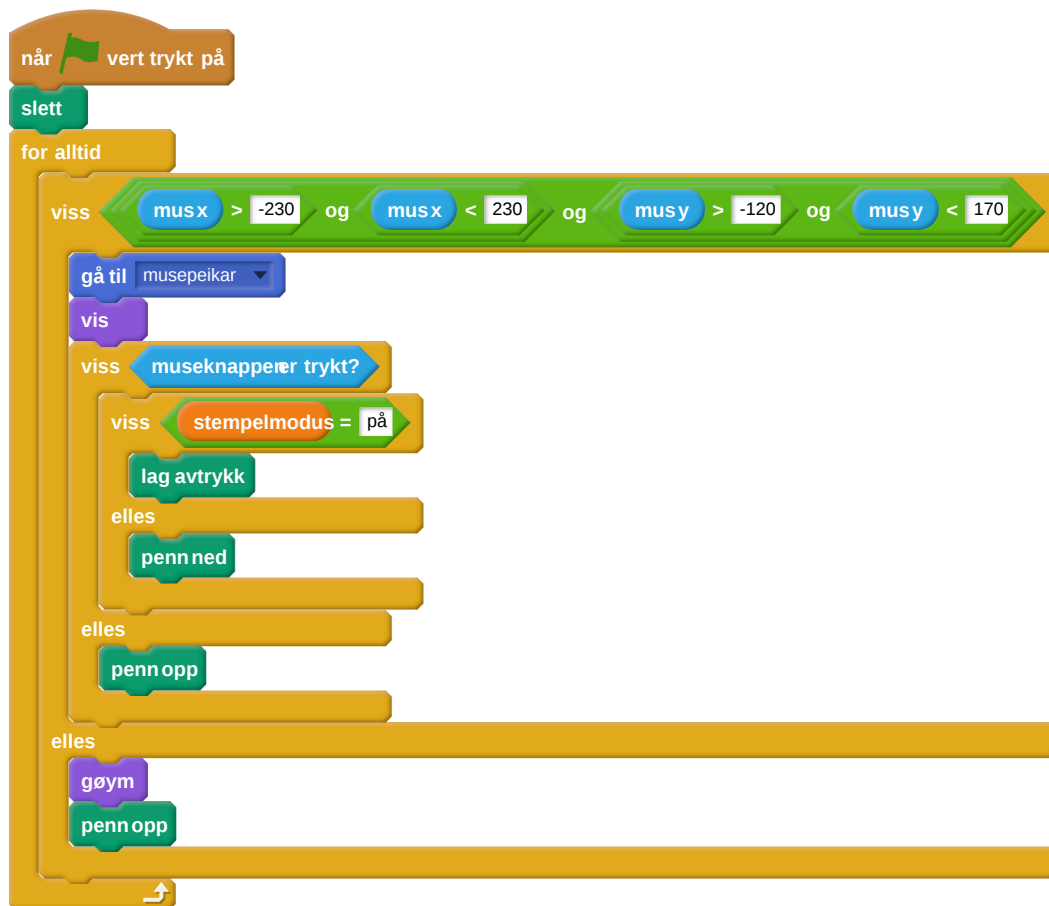 når vert trykt på
slett
for alltid
viss mus x > -230 og mus x < 230 og mus y > -120 og mus y < 170
gå til musepeikar
vis
viss museknappen er trykt?
viss stempelmodus = på
lag avtrykk
elles
penn ned
elles
penn opp
elles
gøym
penn opp